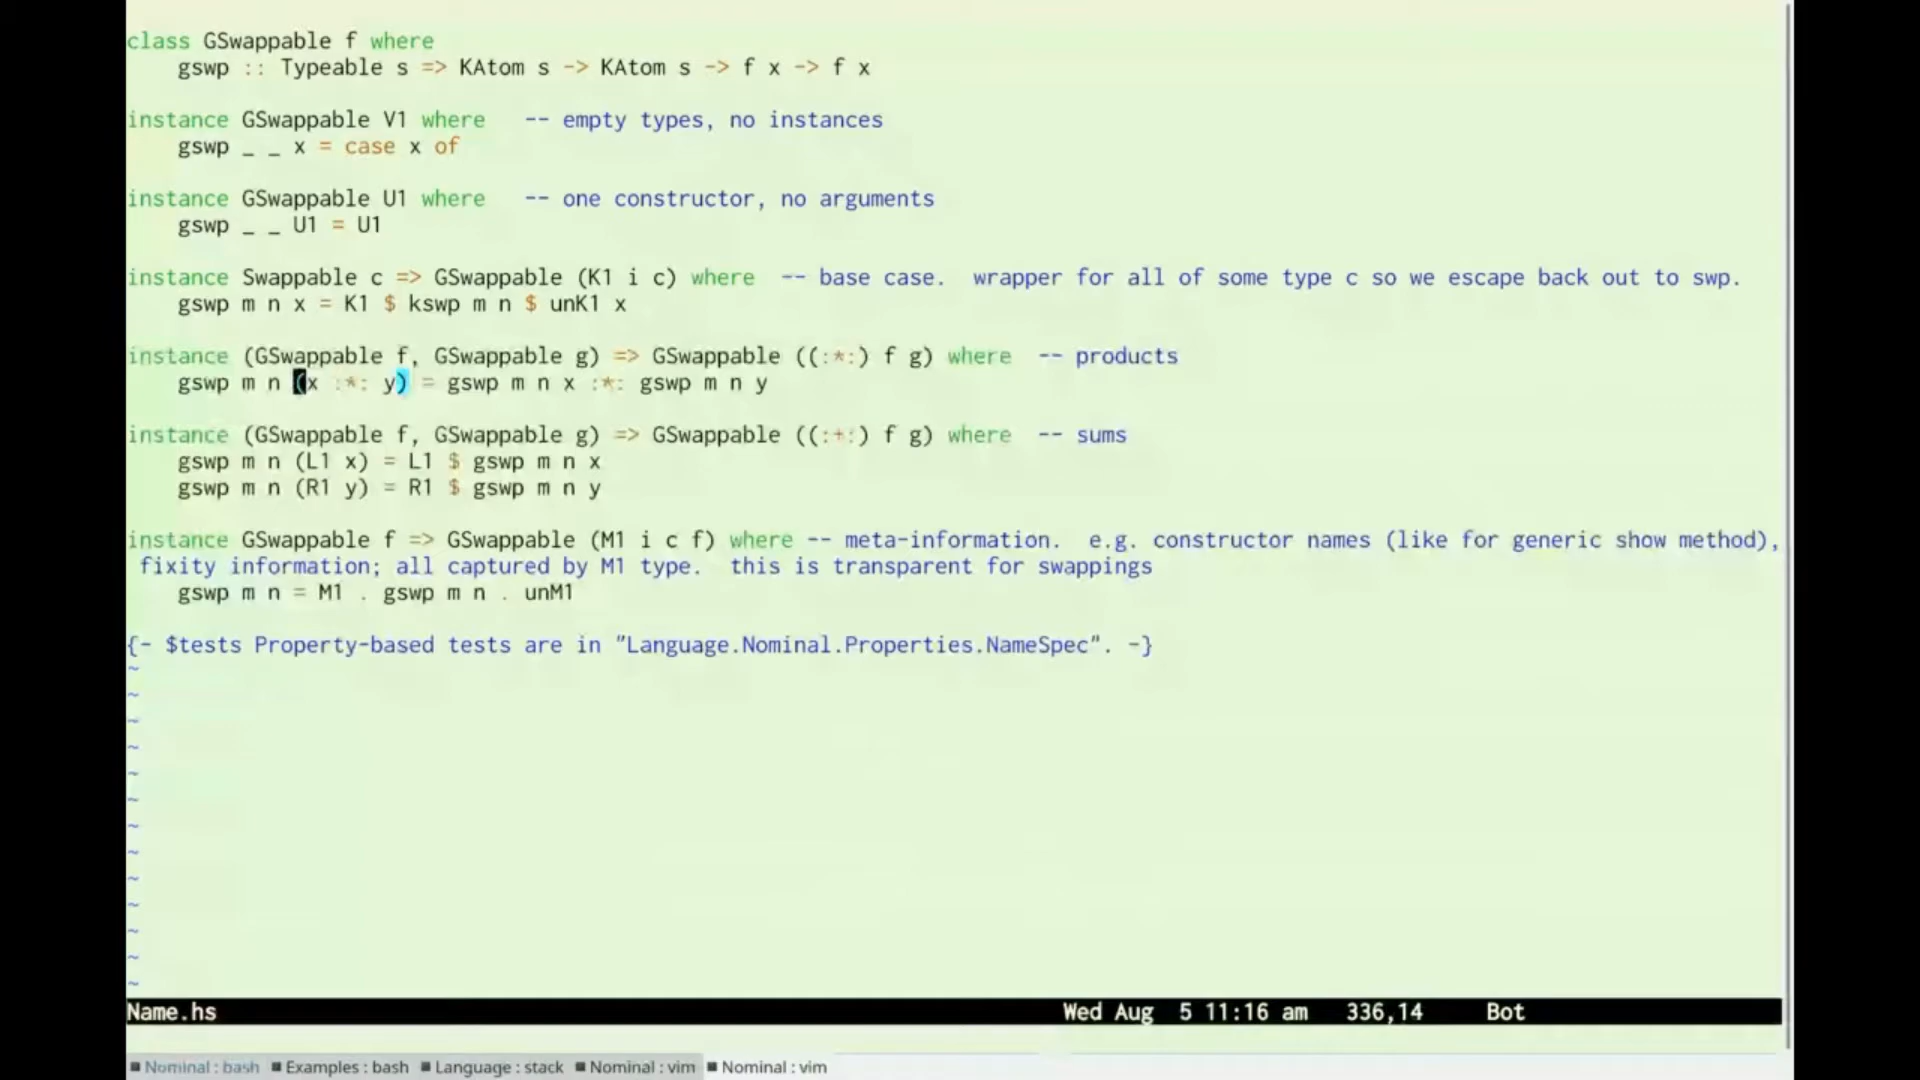 class GSwappable f where
    gswp :: Typeable s => KAtom s -> KAtom s -> f x -> f x
instance GSwappable V1 where   -- empty types, no instances
    gswp _ _ x = case x of
instance GSwappable U1 where   -- one constructor, no arguments
    gswp _ _ U1 = U1
instance Swappable c => GSwappable (K1 i c) where  -- base case.  wrapper for all of some type c so we escape back out to swp.
    gswp m n x = K1 $ kswp m n $ unK1 x
instance (GSwappable f, GSwappable g) => GSwappable ((:*:) f g) where  -- products
    gswp m n (x :*: y) = gswp m n x :*: gswp m n y
instance (GSwappable f, GSwappable g) => GSwappable ((:+:) f g) where  -- sums
    gswp m n (L1 x) = L1 $ gswp m n x
    gswp m n (R1 y) = R1 $ gswp m n y
instance GSwappable f => GSwappable (M1 i c f) where -- meta-information.  e.g. constructor names (like for generic show method),
 fixity information; all captured by M1 type.  this is transparent for swappings
    gswp m n = M1 . gswp m n . unM1
{- $tests Property-based tests are in "Language.Nominal.Properties.NameSpec". -}
~
~
~
~
~
~
~
~
~
~
~
~
~
Name.hs Wed Aug  5 11:16 am   336,14     Bot
Nominal : bash Examples : bash Language : stack Nominal : vim Nominal : vim